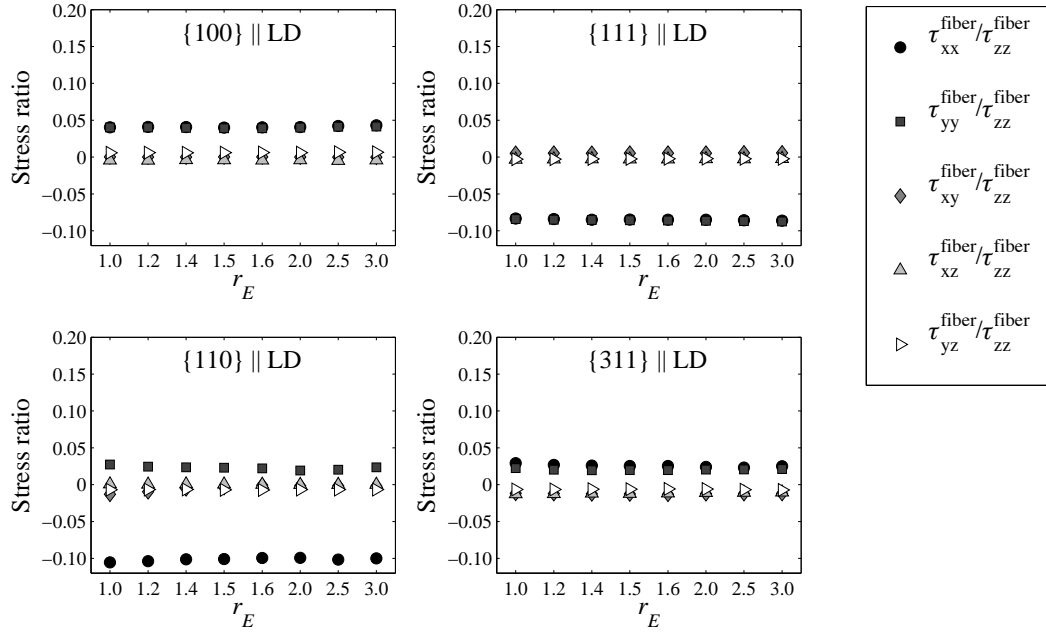 {100} || LD
Stress ratio
0.20
0.15
0.10
0.05
0
−0.05
−0.10
1.0 1.2 1.4 1.5 1.6 2.0 2.5 3.0
r_E
{111} || LD
Stress ratio
0.20
0.15
0.10
0.05
0
−0.05
−0.10
1.0 1.2 1.4 1.5 1.6 2.0 2.5 3.0
r_E
{110} || LD
Stress ratio
0.20
0.15
0.10
0.05
0
−0.05
−0.10
1.0 1.2 1.4 1.5 1.6 2.0 2.5 3.0
r_E
{311} || LD
Stress ratio
0.20
0.15
0.10
0.05
0
−0.05
−0.10
1.0 1.2 1.4 1.5 1.6 2.0 2.5 3.0
r_E
τ_xx^fiber/τ_zz^fiber
τ_yy^fiber/τ_zz^fiber
τ_xy^fiber/τ_zz^fiber
τ_xz^fiber/τ_zz^fiber
τ_yz^fiber/τ_zz^fiber